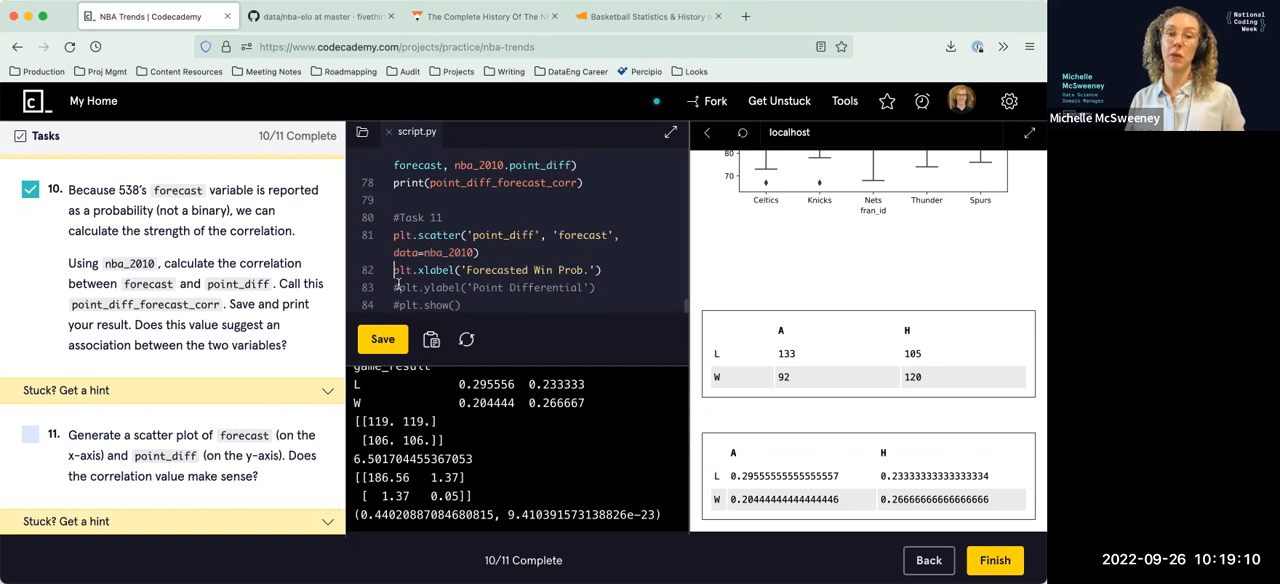 NBA Trends | Codecademy
data/nba-elo at master · fivethir
The Complete History Of The N
Basketball Statistics & History o
https://www.codecademy.com/projects/practice/nba-trends
Production
Proj Mgmt
Content Resources
Meeting Notes
Roadmapping
Audit
Projects
Writing
DataEng Career
Percipio
Looks
My Home
Fork
Get Unstuck
Tools
Tasks
10/11 Complete
10. Because 538's forecast variable is reported
as a probability (not a binary), we can
calculate the strength of the correlation.
Using nba_2010, calculate the correlation
between forecast and point_diff. Call this
point_diff_forecast_corr. Save and print
your result. Does this value suggest an
association between the two variables?
Stuck? Get a hint
11. Generate a scatter plot of forecast (on the
x-axis) and point_diff (on the y-axis). Does
the correlation value make sense?
Stuck? Get a hint
script.py
forecast, nba_2010.point_diff)
78 print(point_diff_forecast_corr)
79
80 #Task 11
81 plt.scatter('point_diff', 'forecast',
data=nba_2010)
82 plt.xlabel('Forecasted Win Prob.')
83 #plt.ylabel('Point Differential')
84 #plt.show()
Save
game_result
L 0.295556 0.233333
W 0.204444 0.266667
[[119. 119.]
[106. 106.]]
6.501704455367053
[[186.56 1.37]
[ 1.37 0.05]]
(0.44020887084680815, 9.410391573138826e-23)
localhost
80
70
Celtics Knicks Nets Thunder Spurs
fran_id
A H
L 133 105
W 92 120
A H
L 0.29555555555555557 0.23333333333333334
W 0.20444444444444446 0.26666666666666666
10/11 Complete
Back
Finish
National
Coding
Week
Michelle
McSweeney
Data Science
Domain Manager
Michelle McSweeney
2022-09-26 10:19:10